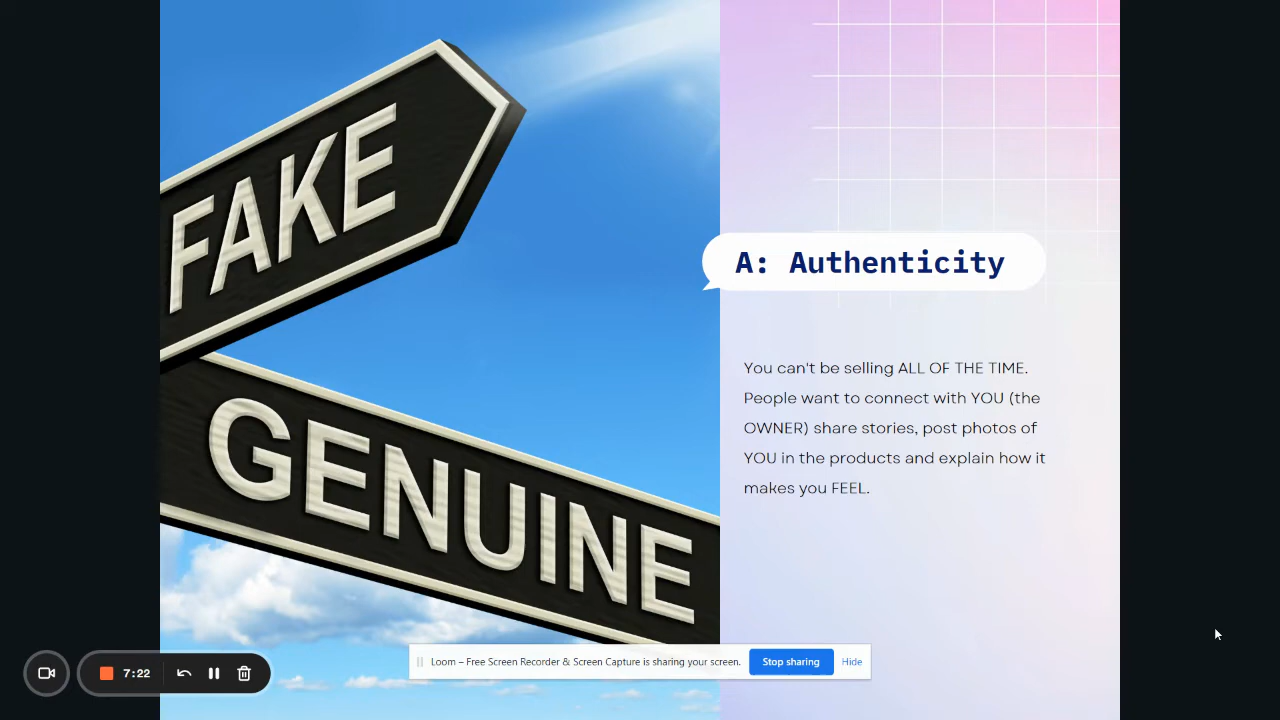 FAKE
GENUINE
A: Authenticity
You can't be selling ALL OF THE TIME.
People want to connect with YOU (the
OWNER) share stories, post photos of
YOU in the products and explain how it
makes you FEEL.
Loom – Free Screen Recorder & Screen Capture is sharing your screen.
Stop sharing
Hide
7:22